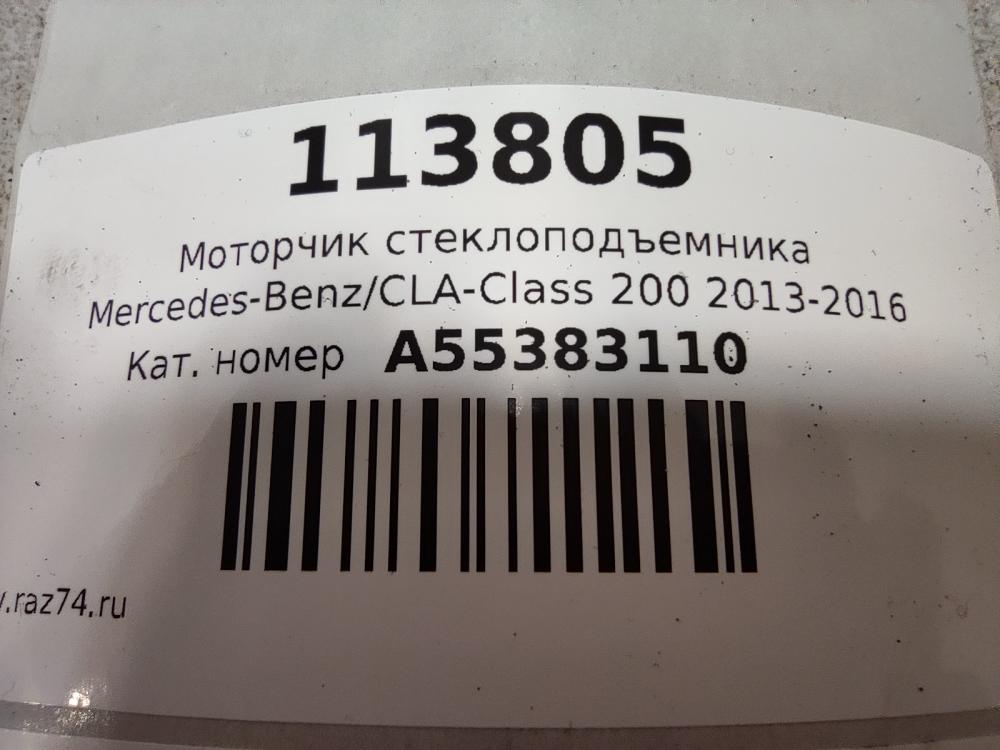 113805
Моторчик стеклоподъемника
Mercedes-Benz/CLA-Class 200 2013-2016
Кат. номер A55383110
.raz74.ru